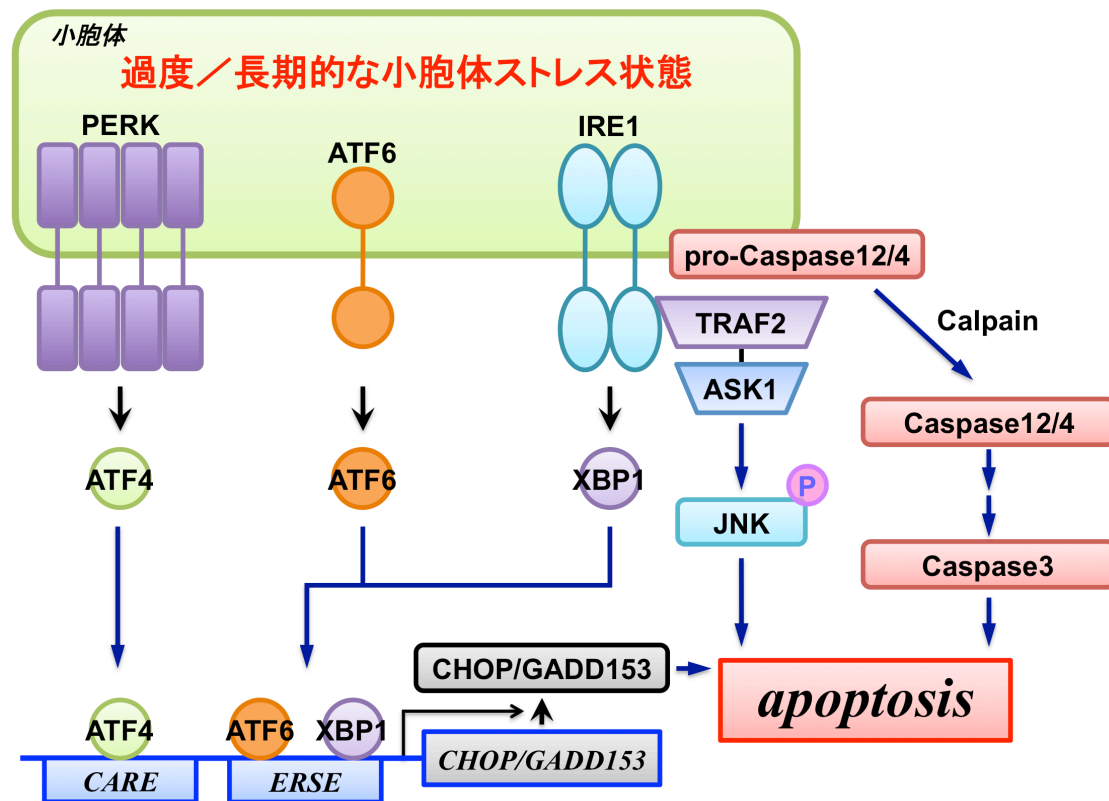 小胞体
過度／長期的な小胞体ストレス状態
PERK
ATF6
IRE1
pro-Caspase12/4
TRAF2
Calpain
ASK1
Caspase12/4
ATF4
ATF6
XBP1
P
JNK
Caspase3
CHOP/GADD153
apoptosis
ATF4
ATF6
XBP1
CARE
ERSE
CHOP/GADD153